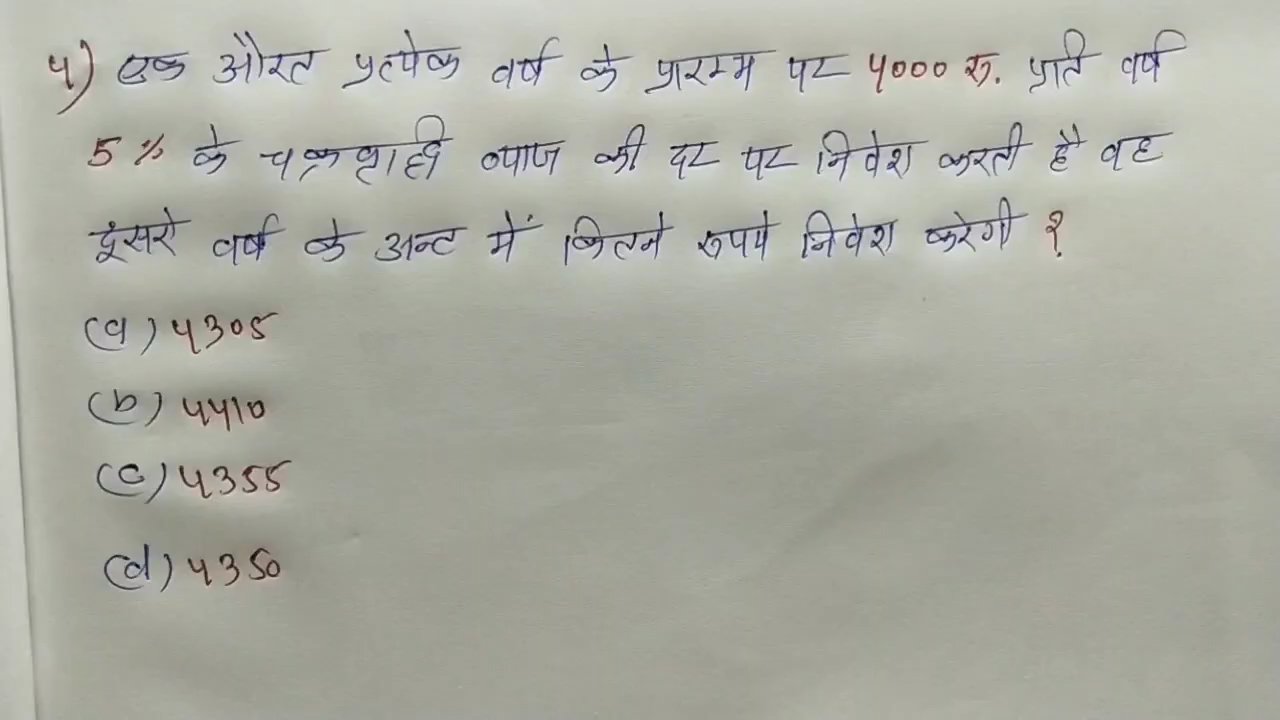 4) एक औरत प्रत्येक वर्ष के प्रारम्भ पर 4000 रु. प्रति वर्ष
5% के चक्रवृद्धि ब्याज की दर पर निवेश करती है वह
दूसरे वर्ष के अन्त में कितने रुपये निवेश करेगी ?
(a) 4305
(b) 4410
(c) 4355
(d) 4350